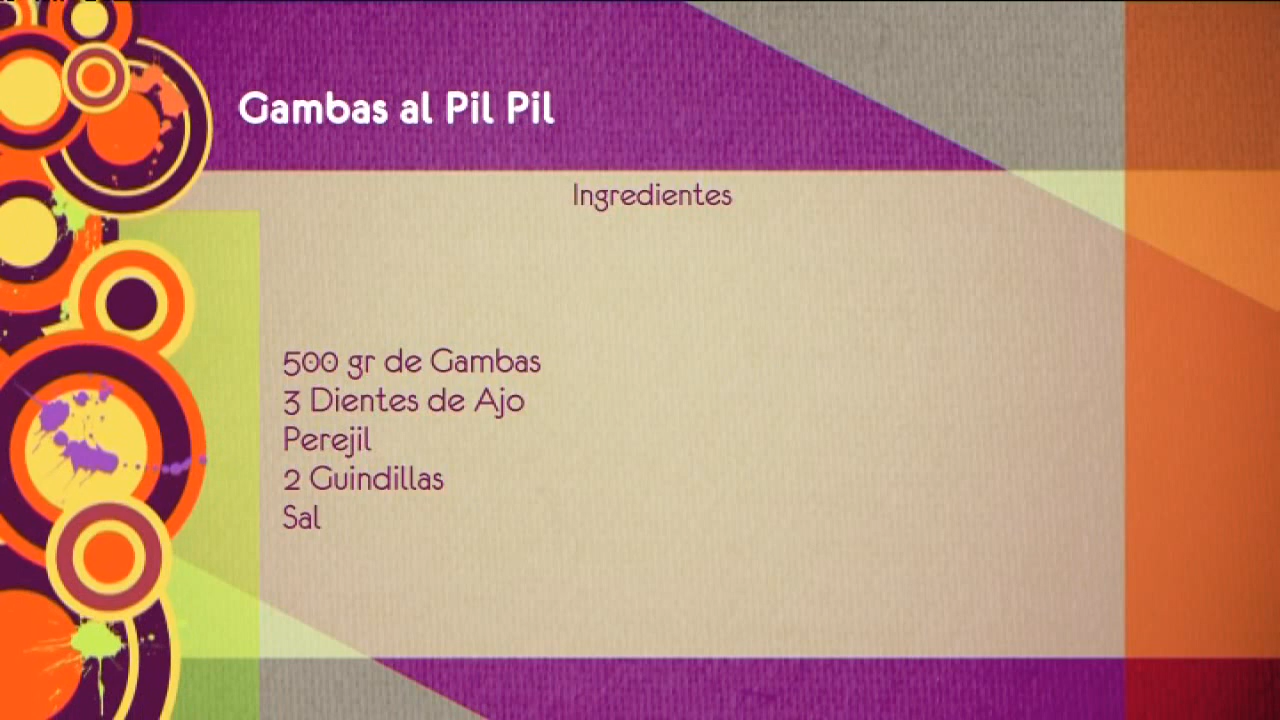 Gambas al Pil Pil
Ingredientes
500 gr de Gambas
3 Dientes de Ajo
Perejil
2 Guindillas
Sal